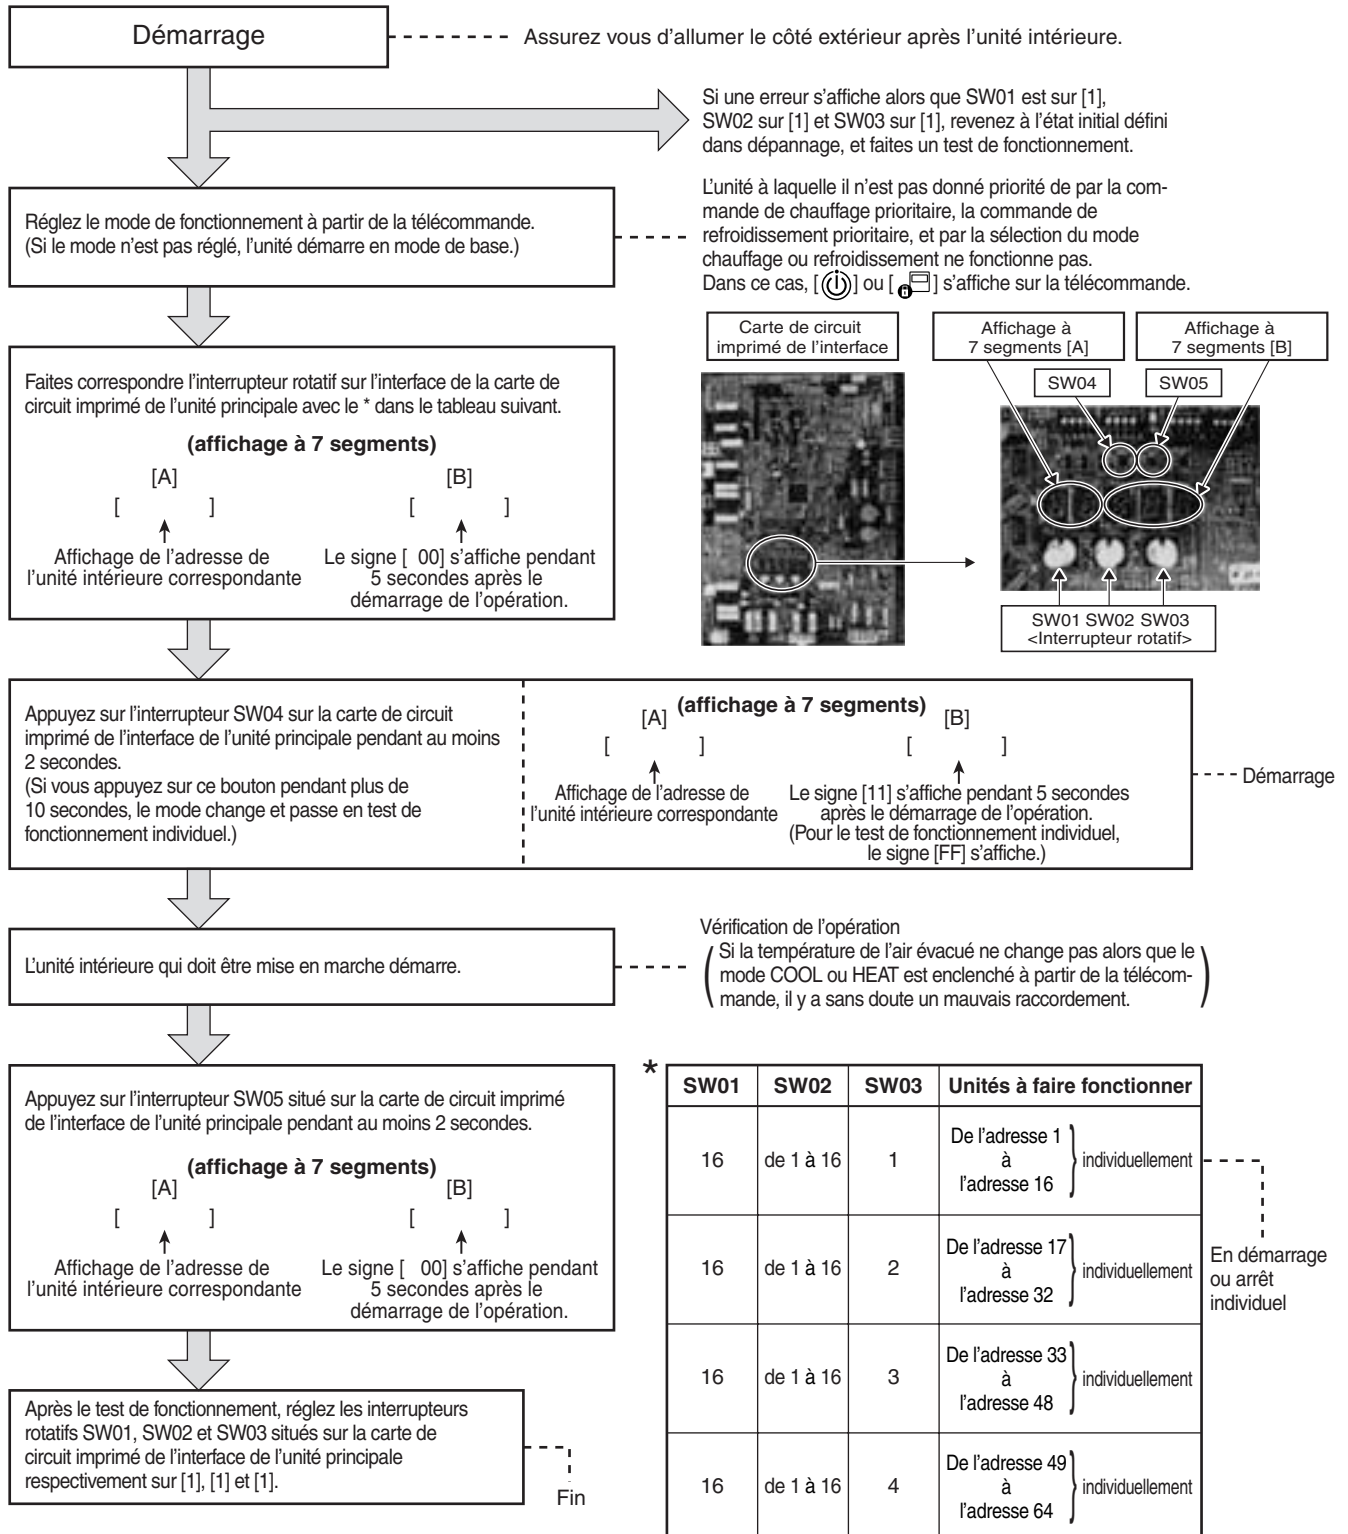 Démarrage
Assurez vous d'allumer le côté extérieur après l'unité intérieure.
Si une erreur s'affiche alors que SW01 est sur [1],
SW02 sur [1] et SW03 sur [1], revenez à l'état initial défini
dans dépannage, et faites un test de fonctionnement.
Réglez le mode de fonctionnement à partir de la télécommande.
(Si le mode n'est pas réglé, l'unité démarre en mode de base.)
L'unité à laquelle il n'est pas donné priorité de par la com-
mande de chauffage prioritaire, la commande de
refroidissement prioritaire, et par la sélection du mode
chauffage ou refroidissement ne fonctionne pas.
Dans ce cas, [ ] ou [ ] s'affiche sur la télécommande.
Faites correspondre l'interrupteur rotatif sur l'interface de la carte de
circuit imprimé de l'unité principale avec le * dans le tableau suivant.
(affichage à 7 segments)
[A] [B]
[ ] [ ]
Affichage de l'adresse de
l'unité intérieure correspondante
Le signe [ 00] s'affiche pendant
5 secondes après le
démarrage de l'opération.
Carte de circuit
imprimé de l'interface
Affichage à
7 segments [A]
Affichage à
7 segments [B]
SW04
SW05
SW01 SW02 SW03
<Interrupteur rotatif>
Appuyez sur l'interrupteur SW04 sur la carte de circuit
imprimé de l'interface de l'unité principale pendant au moins
2 secondes.
(Si vous appuyez sur ce bouton pendant plus de
10 secondes, le mode change et passe en test de
fonctionnement individuel.)
(affichage à 7 segments)
[A] [B]
[ ] [ ]
Affichage de l'adresse de
l'unité intérieure correspondante
Le signe [11] s'affiche pendant 5 secondes
après le démarrage de l'opération.
(Pour le test de fonctionnement individuel,
le signe [FF] s'affiche.)
Démarrage
L'unité intérieure qui doit être mise en marche démarre.
Vérification de l'opération
(Si la température de l'air évacué ne change pas alors que le
mode COOL ou HEAT est enclenché à partir de la télécom-
mande, il y a sans doute un mauvais raccordement.)
Appuyez sur l'interrupteur SW05 situé sur la carte de circuit imprimé
de l'interface de l'unité principale pendant au moins 2 secondes.
(affichage à 7 segments)
[A] [B]
[ ] [ ]
Affichage de l'adresse de
l'unité intérieure correspondante
Le signe [ 00] s'affiche pendant
5 secondes après le
démarrage de l'opération.
Après le test de fonctionnement, réglez les interrupteurs
rotatifs SW01, SW02 et SW03 situés sur la carte de
circuit imprimé de l'interface de l'unité principale
respectivement sur [1], [1] et [1].
Fin
*
SW01 SW02 SW03 Unités à faire fonctionner
16 de 1 à 16 1 De l'adresse 1
à
l'adresse 16
} individuellement
16 de 1 à 16 2 De l'adresse 17
à
l'adresse 32
} individuellement
16 de 1 à 16 3 De l'adresse 33
à
l'adresse 48
} individuellement
16 de 1 à 16 4 De l'adresse 49
à
l'adresse 64
} individuellement
En démarrage
ou arrêt
individuel